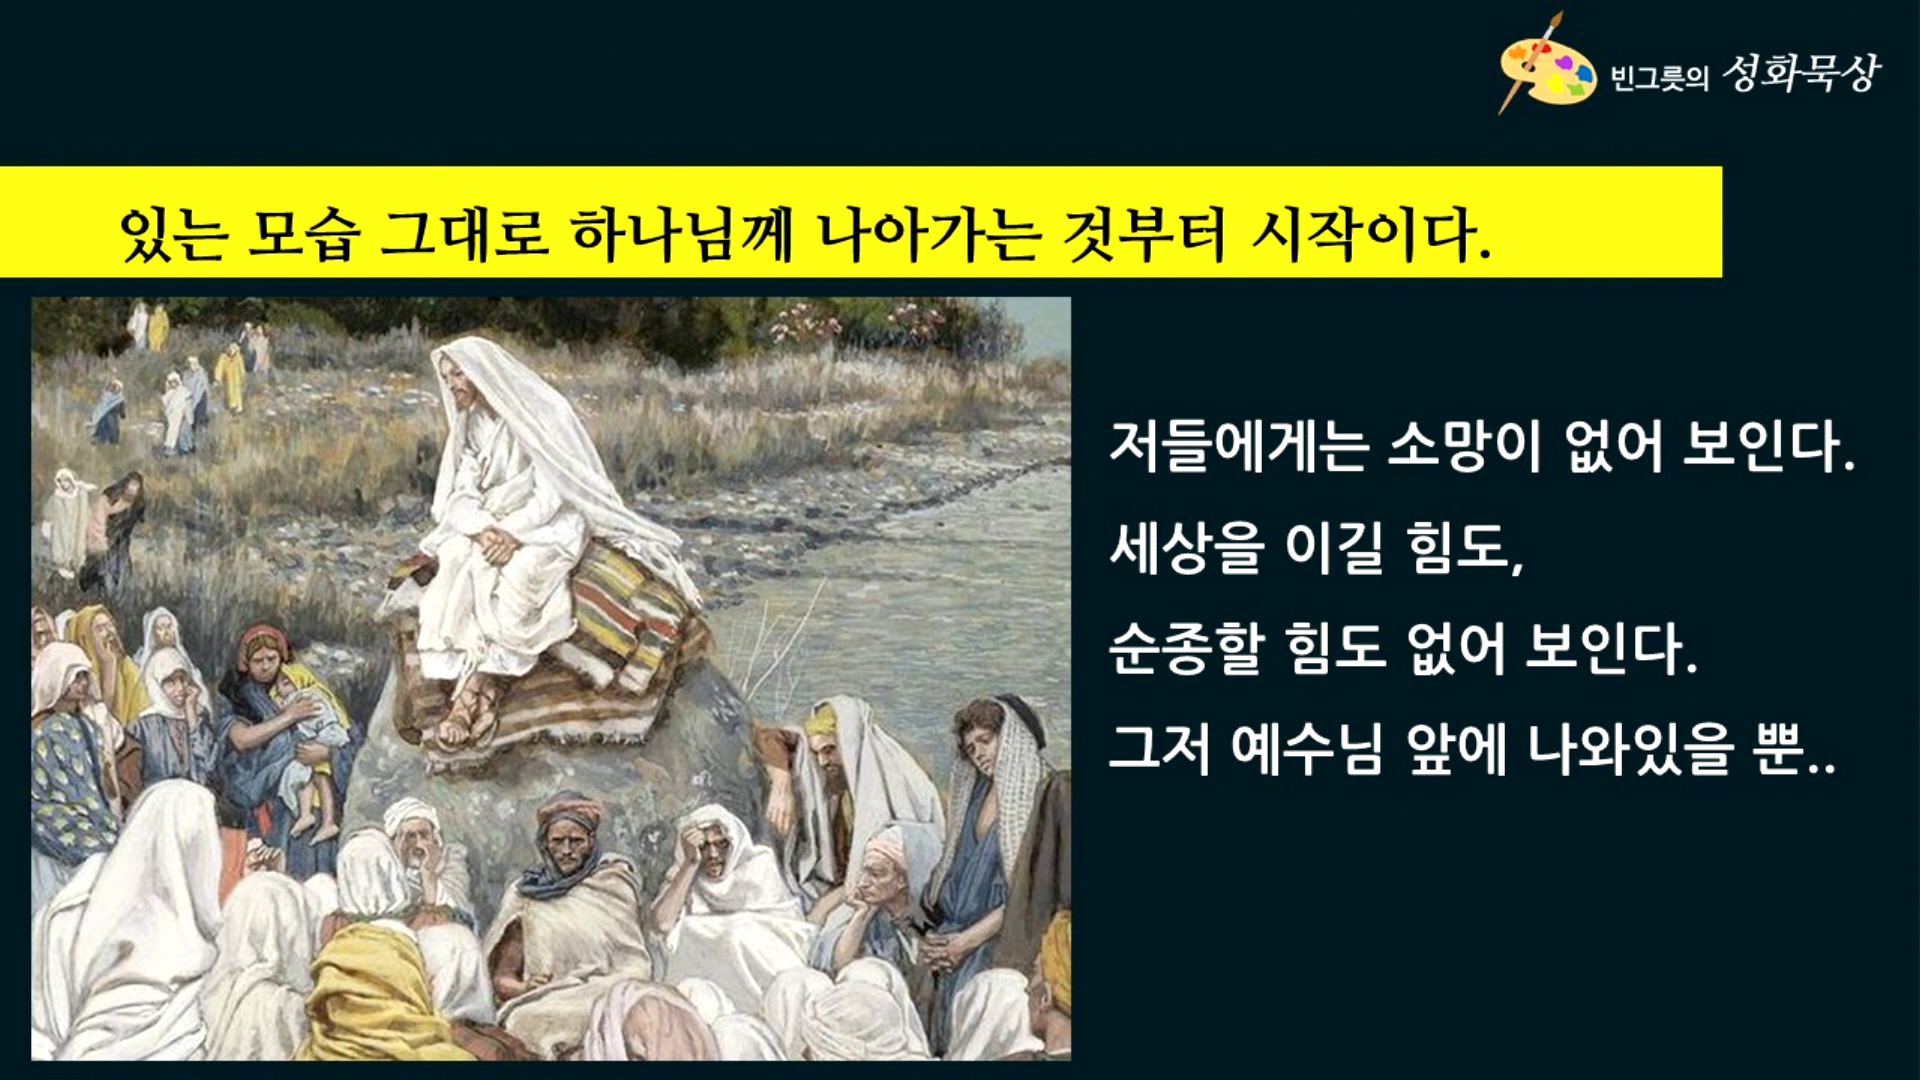 빈그릇의 성화묵상
있는 모습 그대로 하나님께 나아가는 것부터 시작이다.
저들에게는 소망이 없어 보인다.
세상을 이길 힘도,
순종할 힘도 없어 보인다.
그저 예수님 앞에 나와있을 뿐..